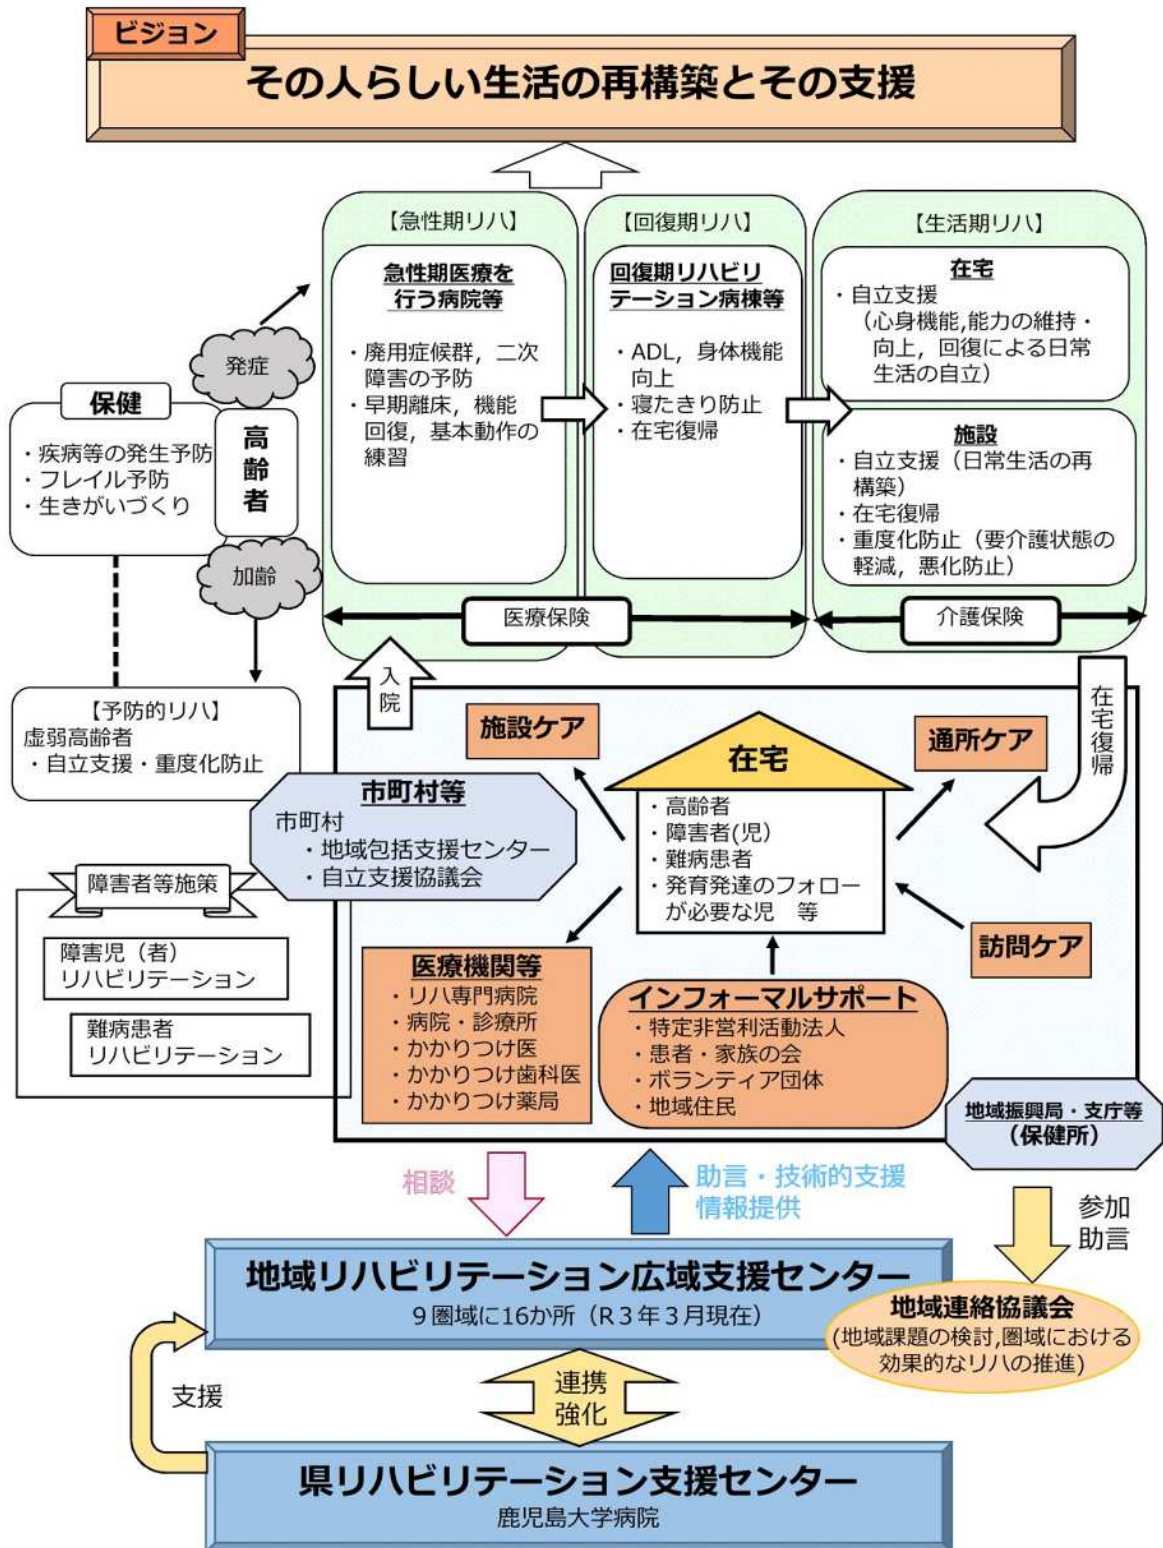 ビジョン
その人らしい生活の再構築とその支援
【急性期リハ】
急性期医療を
行う病院等
・廃用症候群，二次
障害の予防
・早期離床，機能
回復，基本動作の
練習
【回復期リハ】
回復期リハビリ
テーション病棟等
・ADL，身体機能
向上
・寝たきり防止
・在宅復帰
【生活期リハ】
在宅
・自立支援
（心身機能,能力の維持・
向上，回復による日常
生活の自立）
施設
・自立支援（日常生活の再
構築）
・在宅復帰
・重度化防止（要介護状態の
軽減，悪化防止）
医療保険
介護保険
発症
保健
・疾病等の発生予防
・フレイル予防
・生きがいづくり
高齢者
加齢
【予防的リハ】
虚弱高齢者
・自立支援・重度化防止
入院
在宅復帰
市町村等
市町村
・地域包括支援センター
・自立支援協議会
障害者等施策
障害児（者）
リハビリテーション
難病患者
リハビリテーション
施設ケア
通所ケア
在宅
・高齢者
・障害者(児）
・難病患者
・発育発達のフォロー
が必要な児　等
訪問ケア
医療機関等
・リハ専門病院
・病院・診療所
・かかりつけ医
・かかりつけ歯科医
・かかりつけ薬局
インフォーマルサポート
・特定非営利活動法人
・患者・家族の会
・ボランティア団体
・地域住民
地域振興局・支庁等
（保健所）
相談
助言・技術的支援
情報提供
参加
助言
地域リハビリテーション広域支援センター
９圏域に16か所（R３年３月現在）
地域連絡協議会
(地域課題の検討,圏域における
効果的なリハの推進)
支援
連携
強化
県リハビリテーション支援センター
鹿児島大学病院